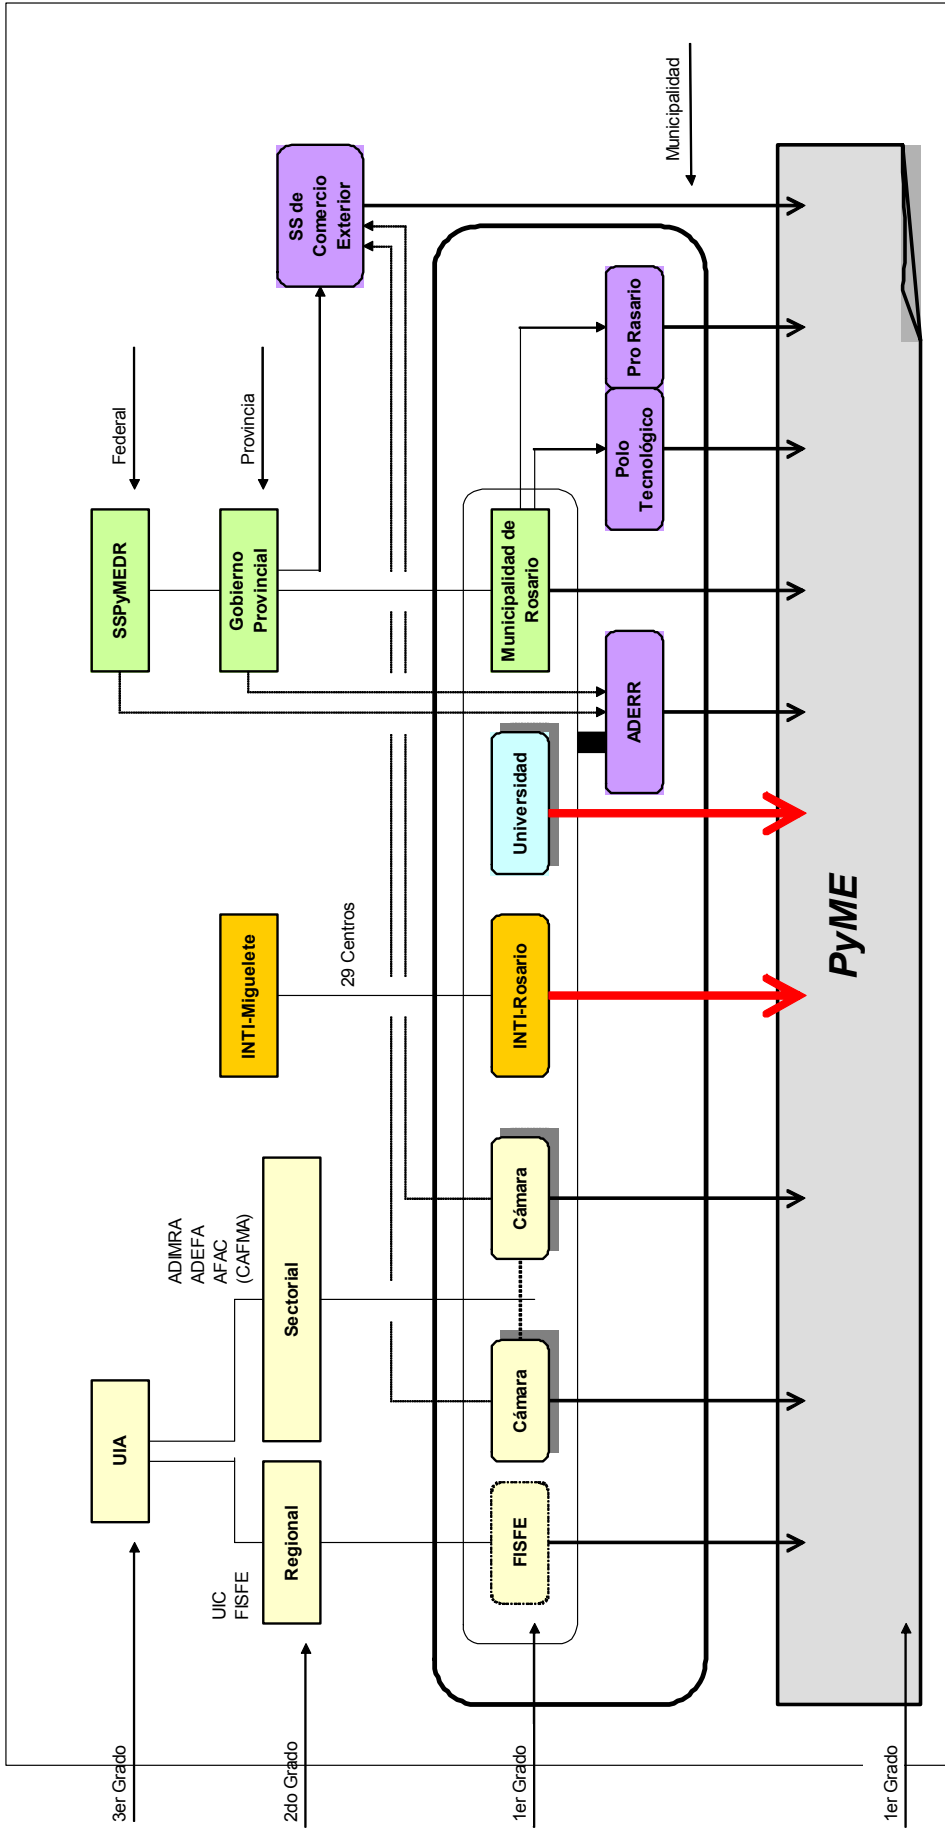 3er Grado
UIA
SSPyMEDR
Federal
ADIMRA
ADEFA
AFAC
(CAFMA)
UIC
FISFE
INTI-Miguelete
Gobierno
Provincial
Provincia
2do Grado
Regional
Sectorial
29 Centros
SS de
Comercio
Exterior
1er Grado
FISFE
Cámara
Cámara
INTI-Rosario
Universidad
Municipalidad de
Rosario
ADERR
Polo
Tecnológico
Pro Rasario
Municipalidad
PyME
1er Grado